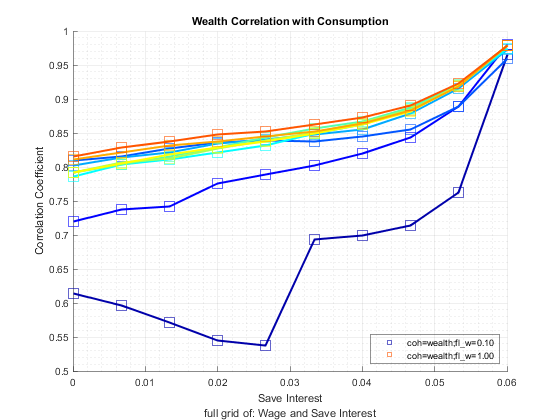 Wealth Correlation with Consumption
1
0.95
0.9
0.85
0.8
0.75
0.7
0.65
0.6
0.55
0.5
Correlation Coefficient
coh=wealth;fl_w=0.10
coh=wealth;fl_w=1.00
0 0.01 0.02 0.03 0.04 0.05 0.06
Save Interest
full grid of: Wage and Save Interest